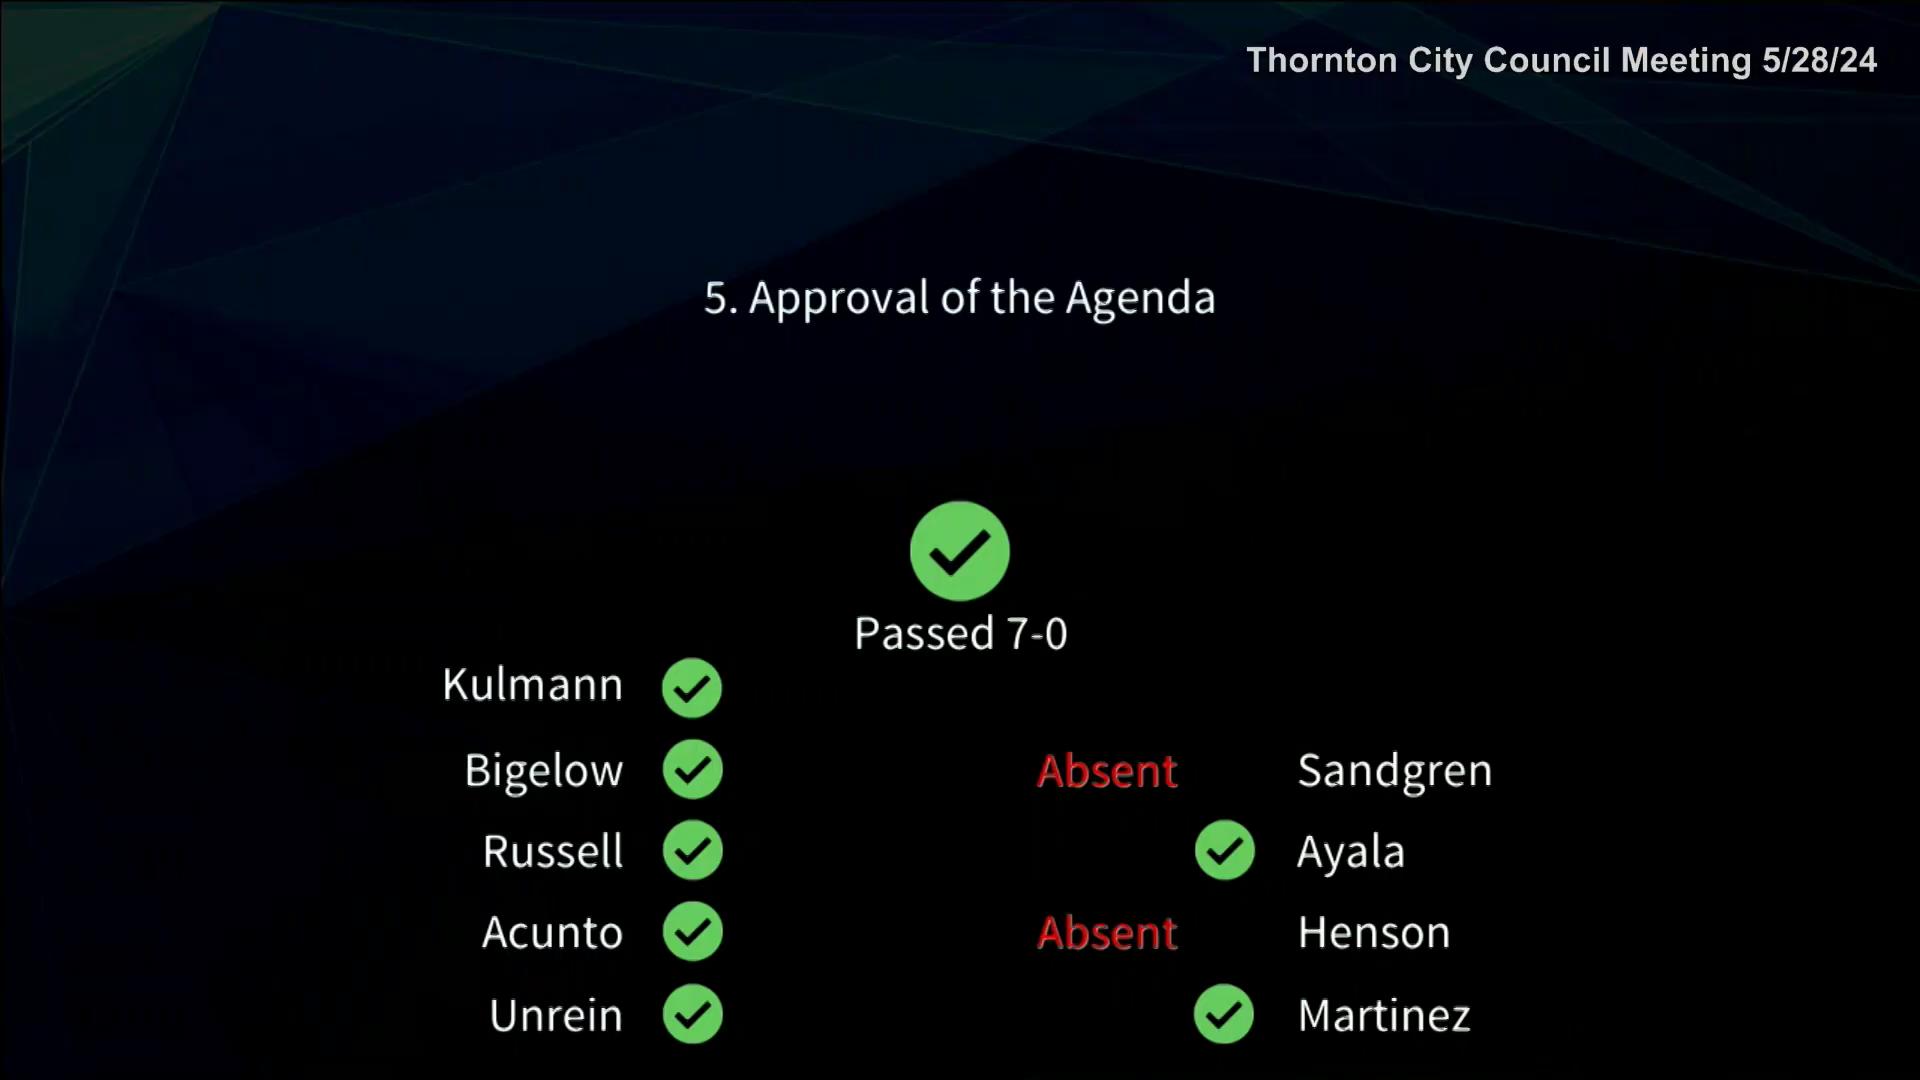 Thornton City Council Meeting 5/28/24
5. Approval of the Agenda
Passed 7-0
Kulmann
Bigelow
Absent Sandgren
Russell
Ayala
Acunto
Absent Henson
Unrein
Martinez